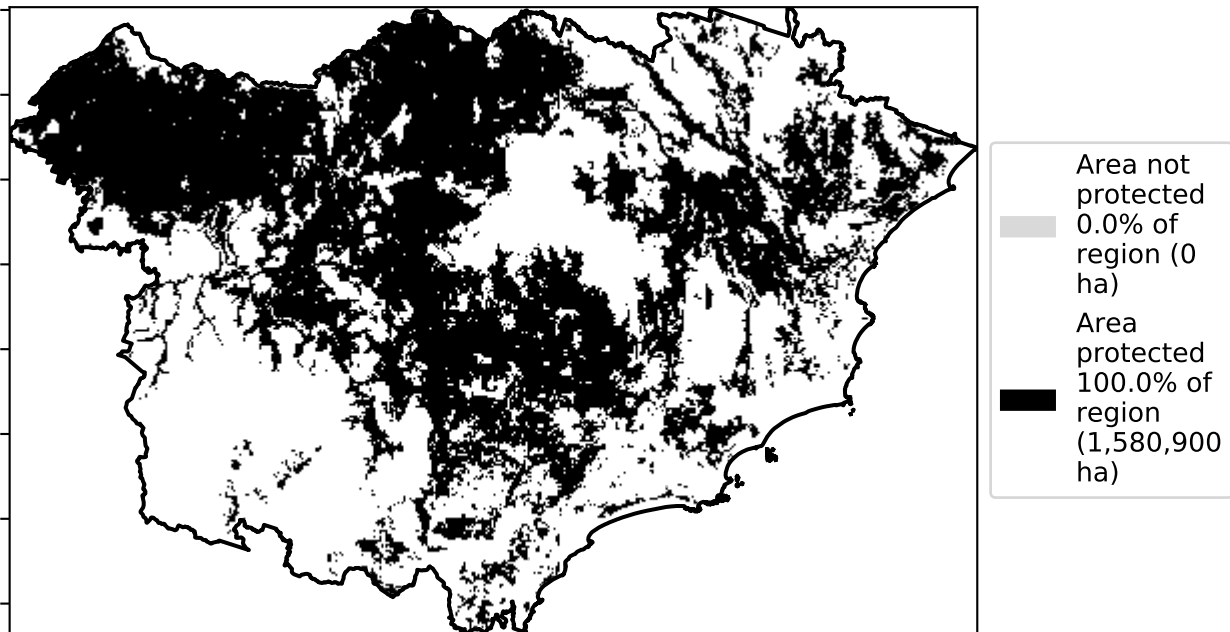 Area not
protected
0.0% of
region (0
ha)
Area
protected
100.0% of
region
(1,580,900
ha)